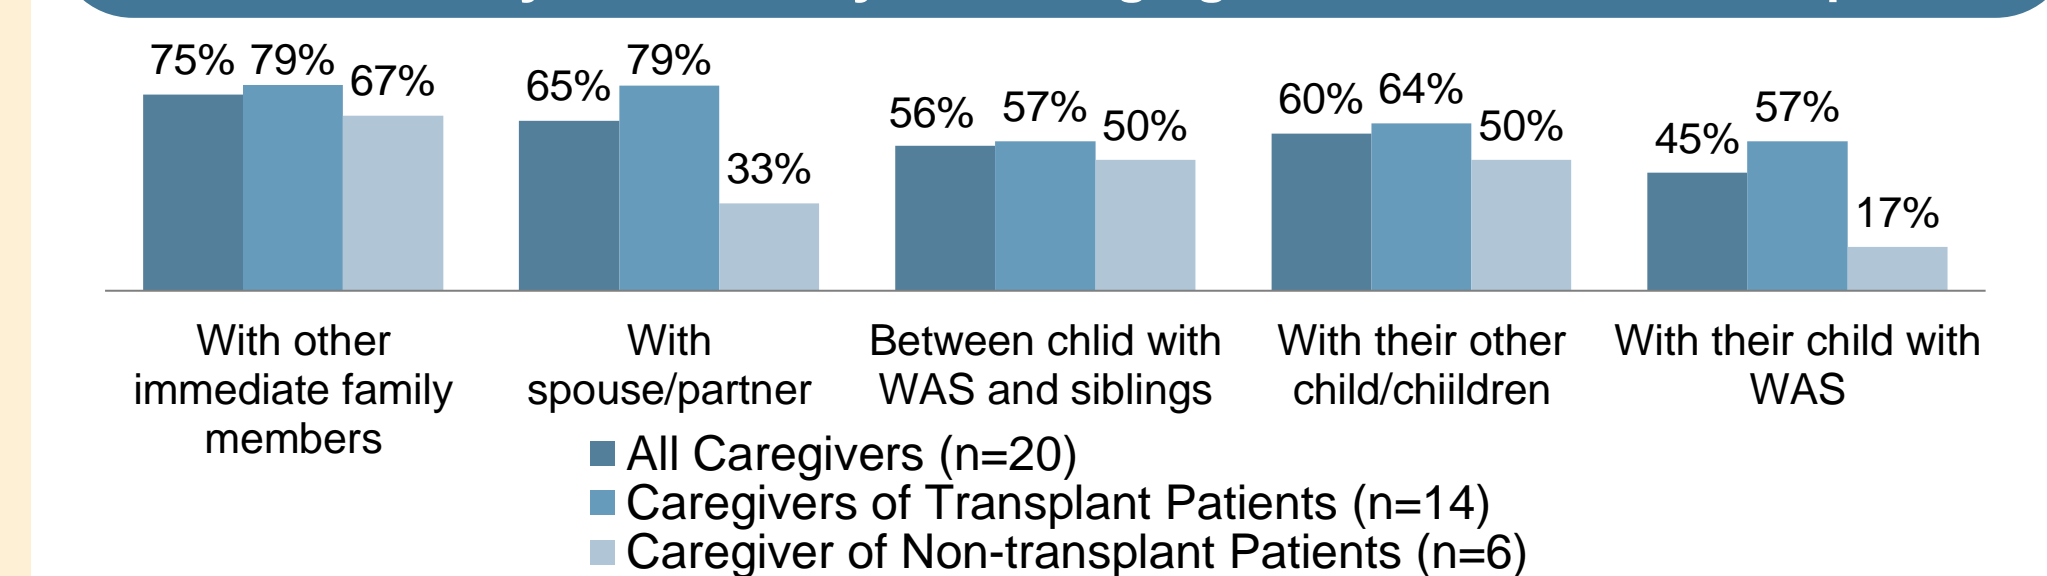 75% 79% 67%
65% 79% 33%
56% 57% 50%
60% 64% 50%
45% 57% 17%
With other
immediate family
members
With
spouse/partner
Between chlid with
WAS and siblings
With their other
child/chiildren
With their child with
WAS
All Caregivers (n=20)
Caregivers of Transplant Patients (n=14)
Caregiver of Non-transplant Patients (n=6)